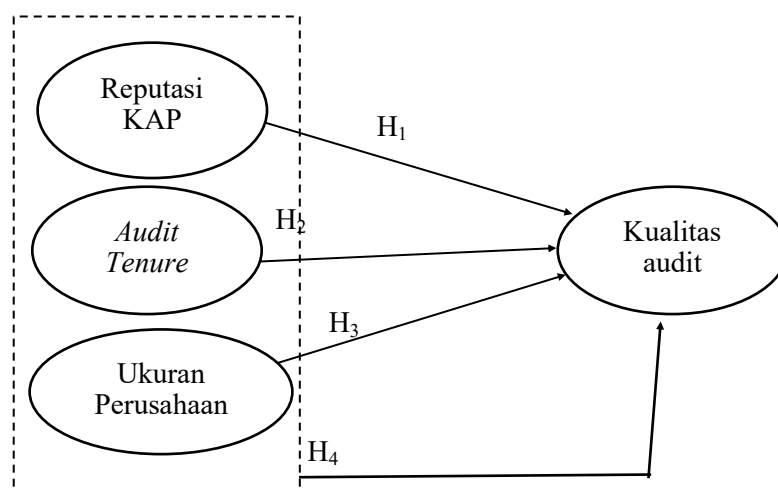 Reputasi
KAP
H₁
Audit
Tenure
H₂
Kualitas
audit
H₃
Ukuran
Perusahaan
H₄